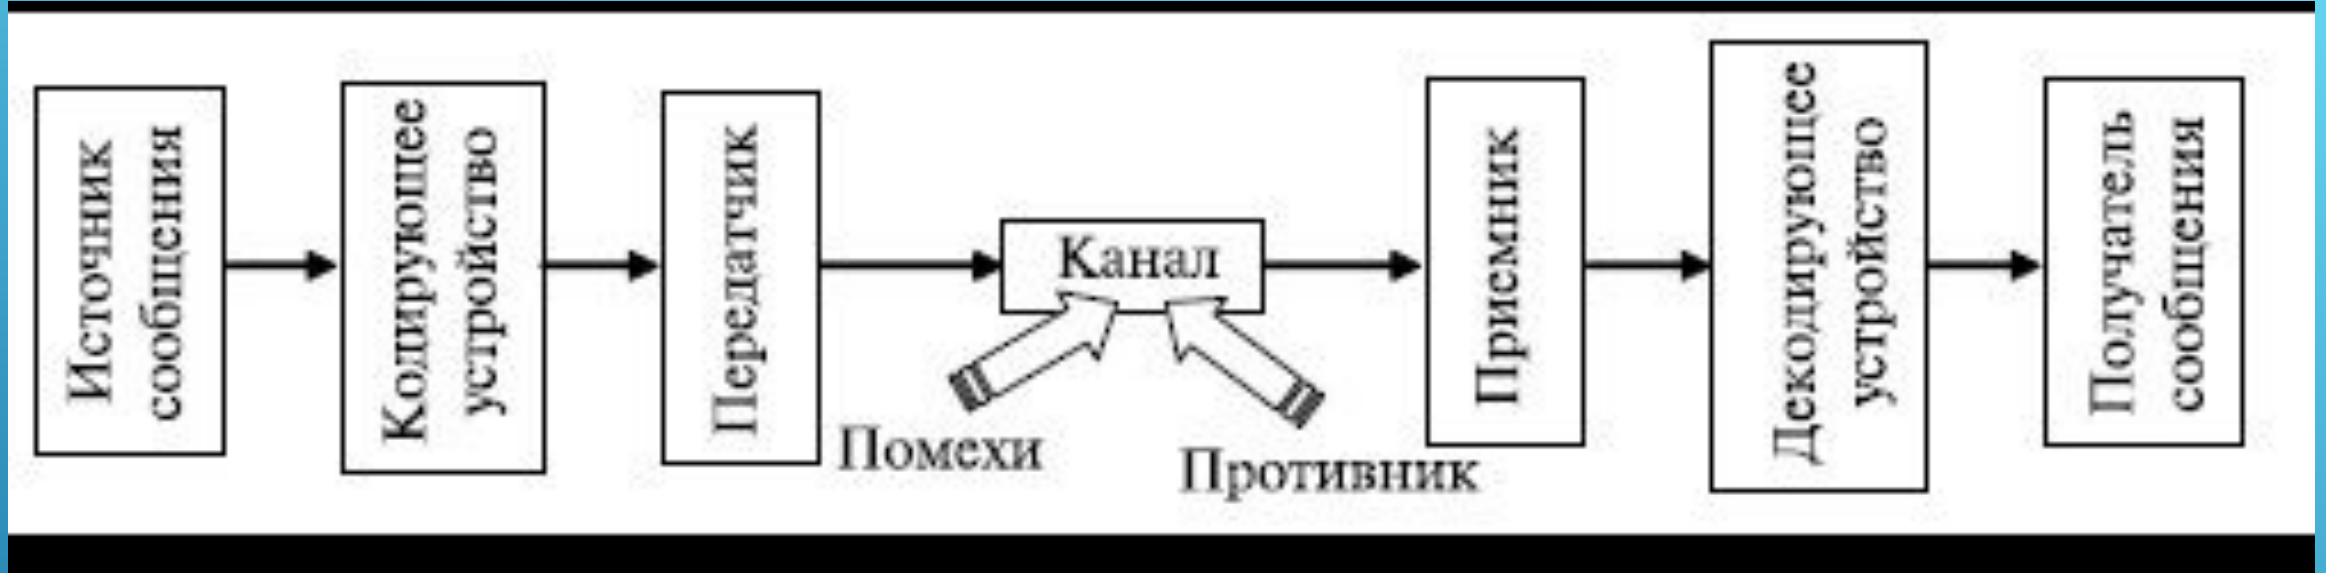 Источник
сообщения
Кодирующее
устройство
Передатчик
Канал
Помехи
Противник
Приемник
Декодирующее
устройство
Получатель
сообщения